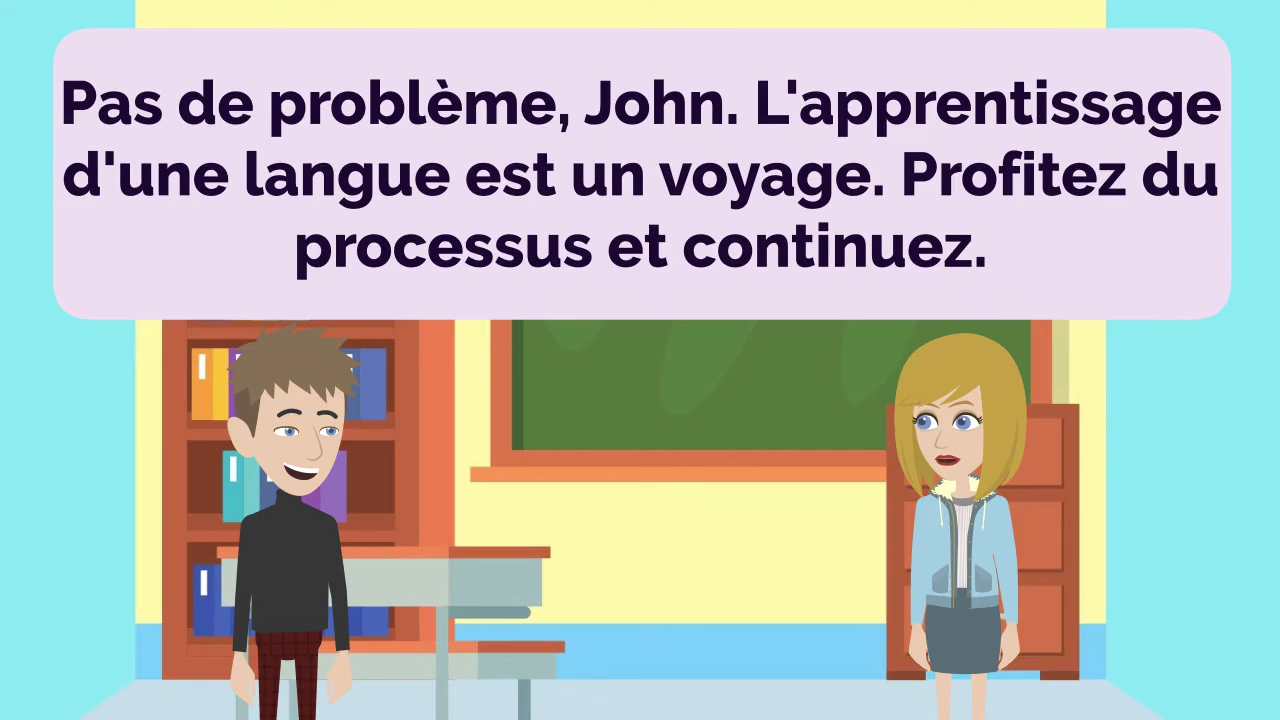 Pas de problème, John. L'apprentissage
d'une langue est un voyage. Profitez du
processus et continuez.